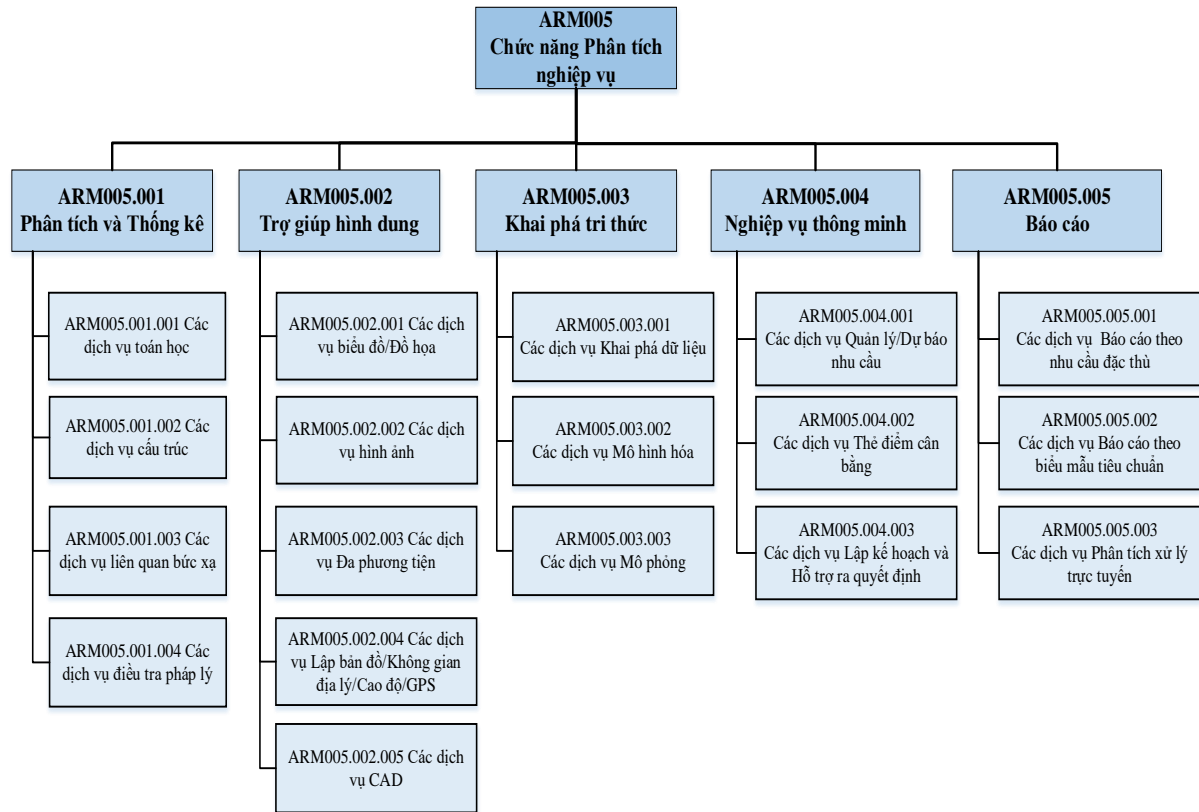 ARM005
Chức năng Phân tích
nghiệp vụ
ARM005.001
Phân tích và Thống kê
ARM005.002
Trợ giúp hình dung
ARM005.003
Khai phá tri thức
ARM005.004
Nghiệp vụ thông minh
ARM005.005
Báo cáo
ARM005.001.001 Các
dịch vụ toán học
ARM005.001.002 Các
dịch vụ cấu trúc
ARM005.001.003 Các
dịch vụ liên quan bức xạ
ARM005.001.004 Các
dịch vụ điều tra pháp lý
ARM005.002.001 Các dịch
vụ biểu đồ/Đồ họa
ARM005.002.002 Các dịch
vụ hình ảnh
ARM005.002.003 Các dịch
vụ Đa phương tiện
ARM005.002.004 Các dịch
vụ Lập bản đồ/Không gian
địa lý/Cao độ/GPS
ARM005.002.005 Các dịch
vụ CAD
ARM005.003.001
Các dịch vụ Khai phá dữ liệu
ARM005.003.002
Các dịch vụ Mô hình hóa
ARM005.003.003
Các dịch vụ Mô phỏng
ARM005.004.001
Các dịch vụ Quản lý/Dự báo
nhu cầu
ARM005.004.002
Các dịch vụ Thẻ điểm cân
bằng
ARM005.004.003
Các dịch vụ Lập kế hoạch và
Hỗ trợ ra quyết định
ARM005.005.001
Các dịch vụ Báo cáo theo
nhu cầu đặc thù
ARM005.005.002
Các dịch vụ Báo cáo theo
biểu mẫu tiêu chuẩn
ARM005.005.003
Các dịch vụ Phân tích xử lý
trực tuyến